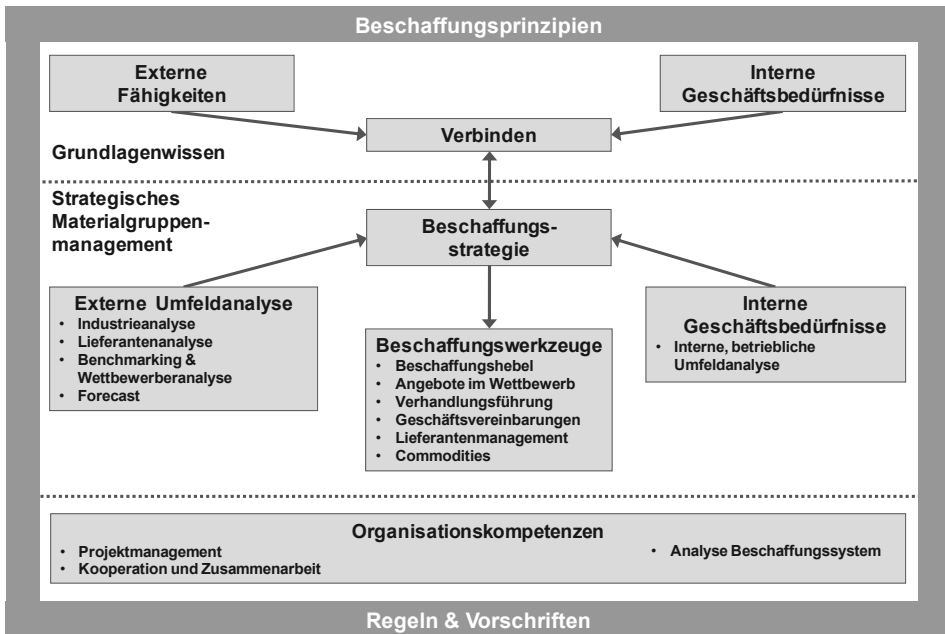 Beschaffungsprinzipien
Externe
Fähigkeiten
Interne
Geschäftsbedürfnisse
Verbinden
Grundlagenwissen
Strategisches
Materialgruppen-
management
Beschaffungs-
strategie
Externe Umfeldanalyse
• Industrieanalyse
• Lieferantenanalyse
• Benchmarking &
Wettbewerberanalyse
• Forecast
Interne
Geschäftsbedürfnisse
• Interne, betriebliche
Umfeldanalyse
Beschaffungswerkzeuge
• Beschaffungshebel
• Angebote im Wettbewerb
• Verhandlungsführung
• Geschäftsvereinbarungen
• Lieferantenmanagement
• Commodities
Organisationskompetenzen
• Projektmanagement
• Kooperation und Zusammenarbeit
• Analyse Beschaffungssystem
Regeln & Vorschriften